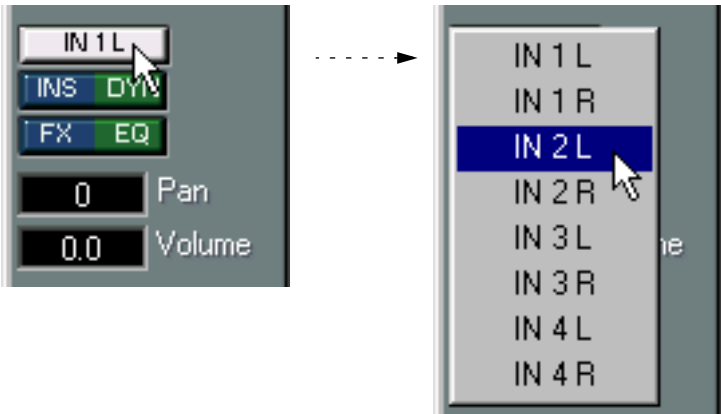 IN 1 L
INS DYN
FX EQ
0 Pan
0.0 Volume
IN 1 L
IN 1 R
IN 2 L
IN 2 R
IN 3 L
IN 3 R
IN 4 L
IN 4 R